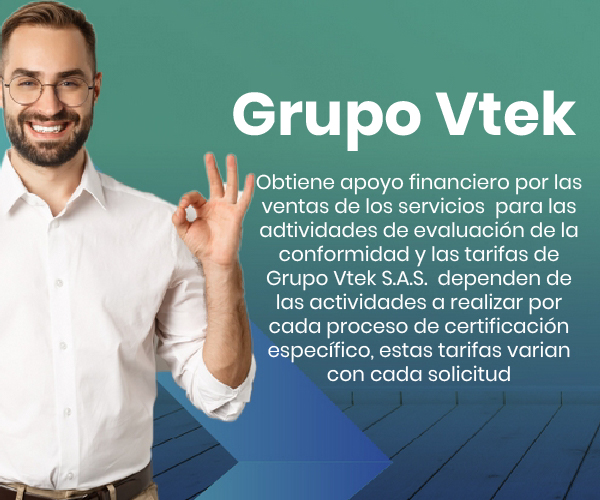 Grupo Vtek
Obtiene apoyo financiero por las
ventas de los servicios  para las
adtividades de evaluación de la
conformidad y las tarifas de
Grupo Vtek S.A.S.  dependen de
las actividades a realizar por
cada proceso de certificación
específico, estas tarifas varian
con cada solicitud